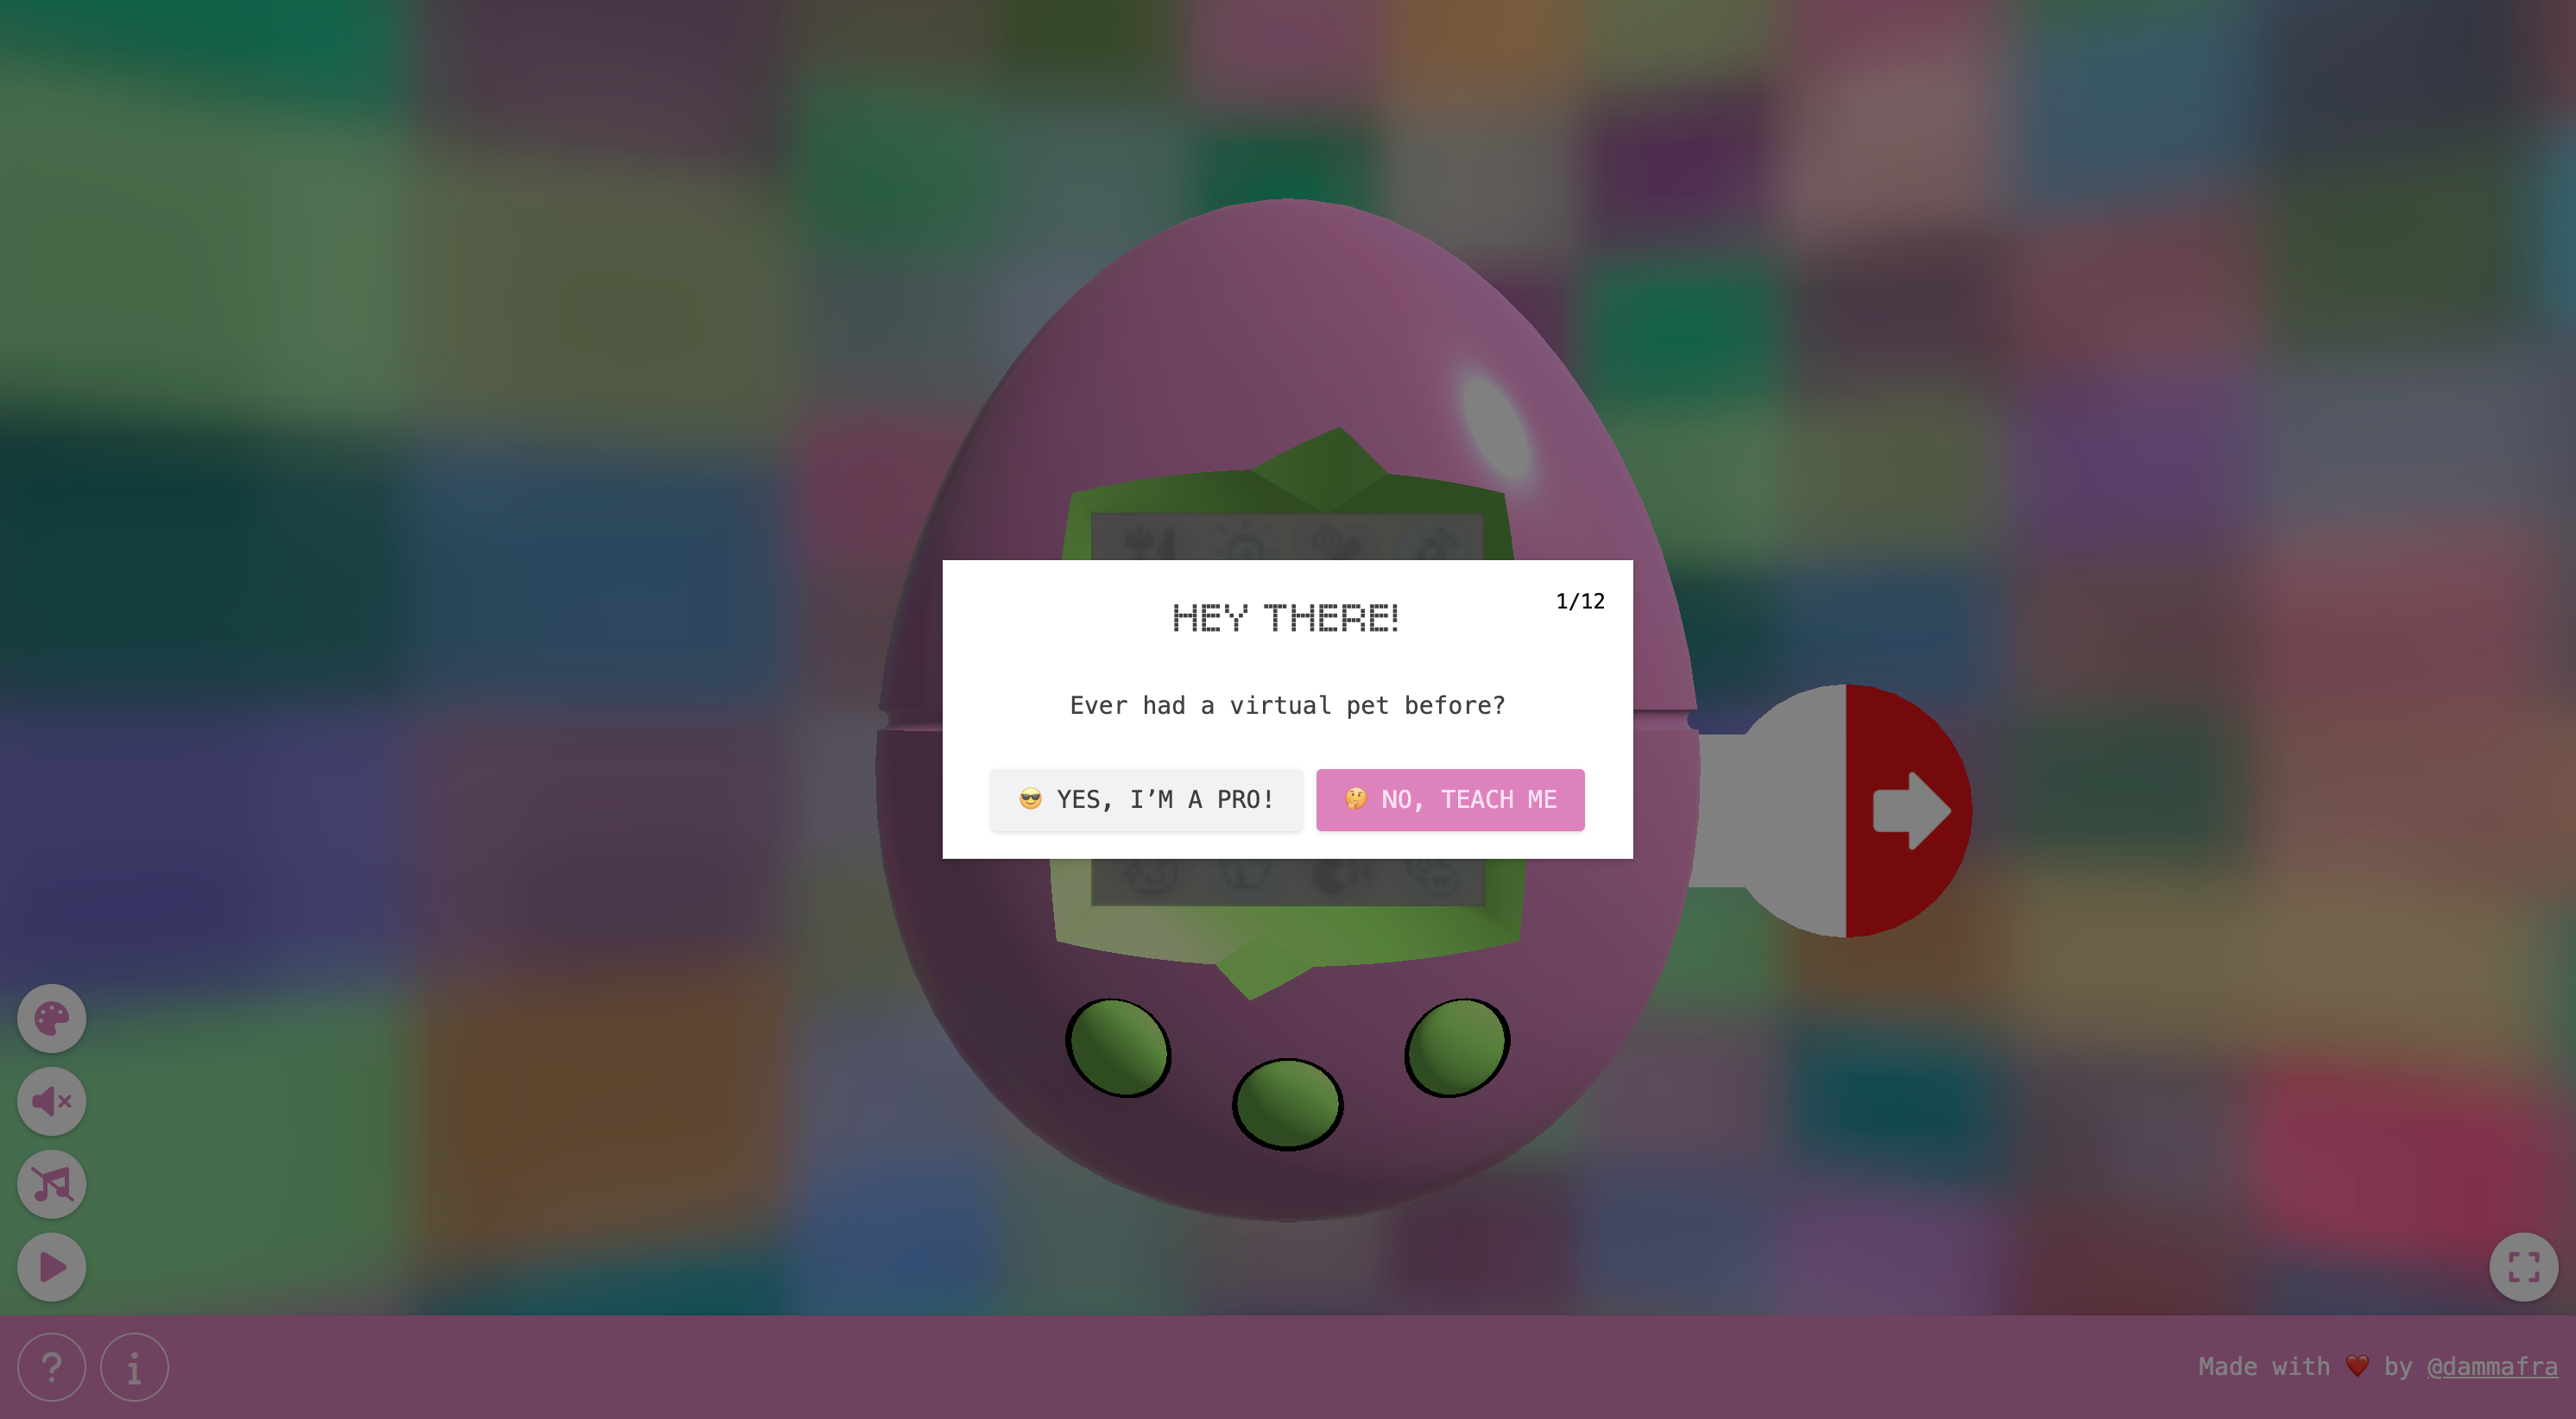 1/12
HEY THERE!
Ever had a virtual pet before?
😎 YES, I’M A PRO!
🤔 NO, TEACH ME
? i
Made with ❤️ by @dammafra